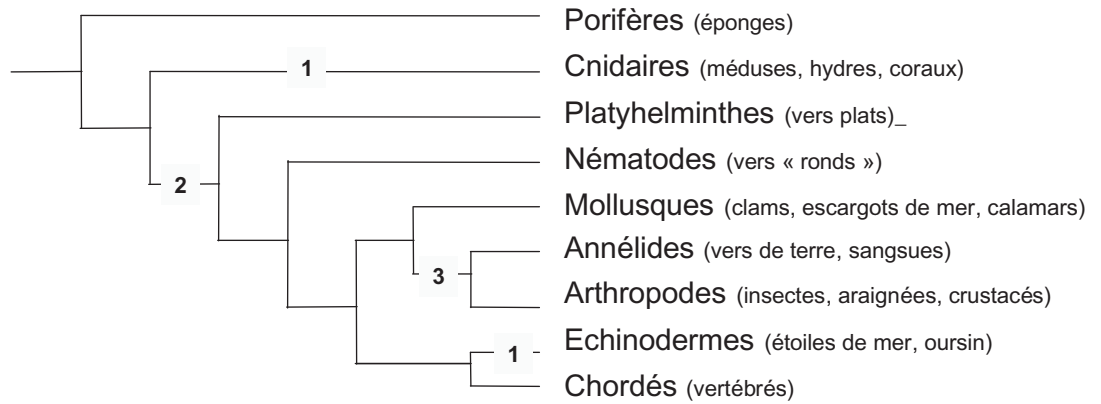 Porifères (éponges)
1 Cnidaires (méduses, hydres, coraux)
Platyhelminthes (vers plats)_
Nématodes (vers « ronds »)
2
Mollusques (clams, escargots de mer, calamars)
Annélides (vers de terre, sangsues)
3
Arthropodes (insectes, araignées, crustacés)
Echinodermes (étoiles de mer, oursin)
1
Chordés (vertébrés)